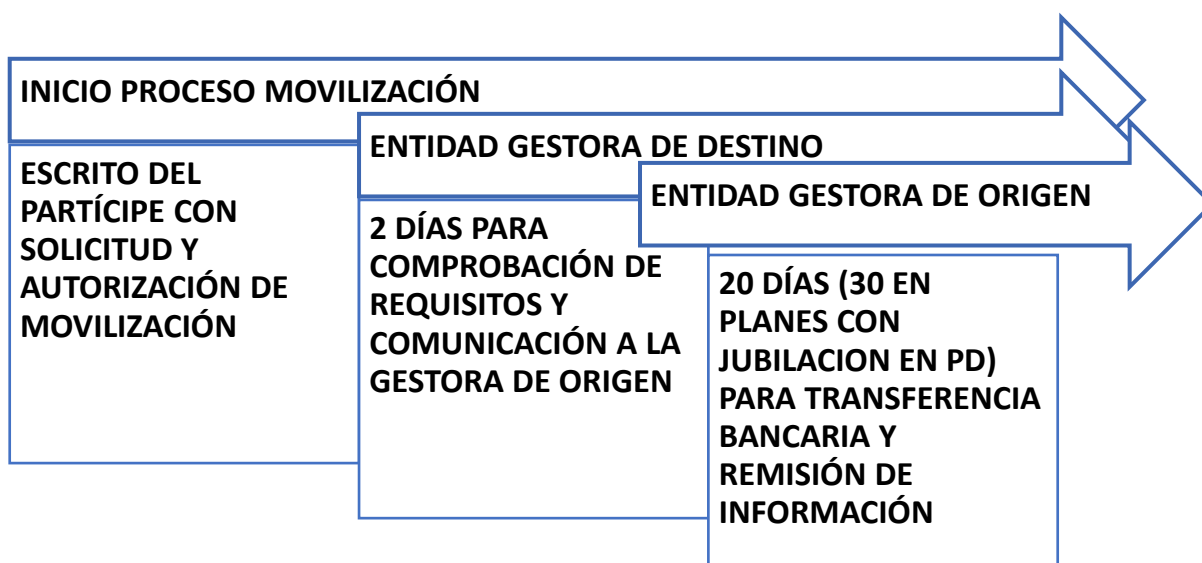 INICIO PROCESO MOVILIZACIÓN
ESCRITO DEL
PARTÍCIPE CON
SOLICITUD Y
AUTORIZACIÓN DE
MOVILIZACIÓN
ENTIDAD GESTORA DE DESTINO
2 DÍAS PARA
COMPROBACIÓN DE
REQUISITOS Y
COMUNICACIÓN A LA
GESTORA DE ORIGEN
ENTIDAD GESTORA DE ORIGEN
20 DÍAS (30 EN
PLANES CON
JUBILACION EN PD)
PARA TRANSFERENCIA
BANCARIA Y
REMISIÓN DE
INFORMACIÓN